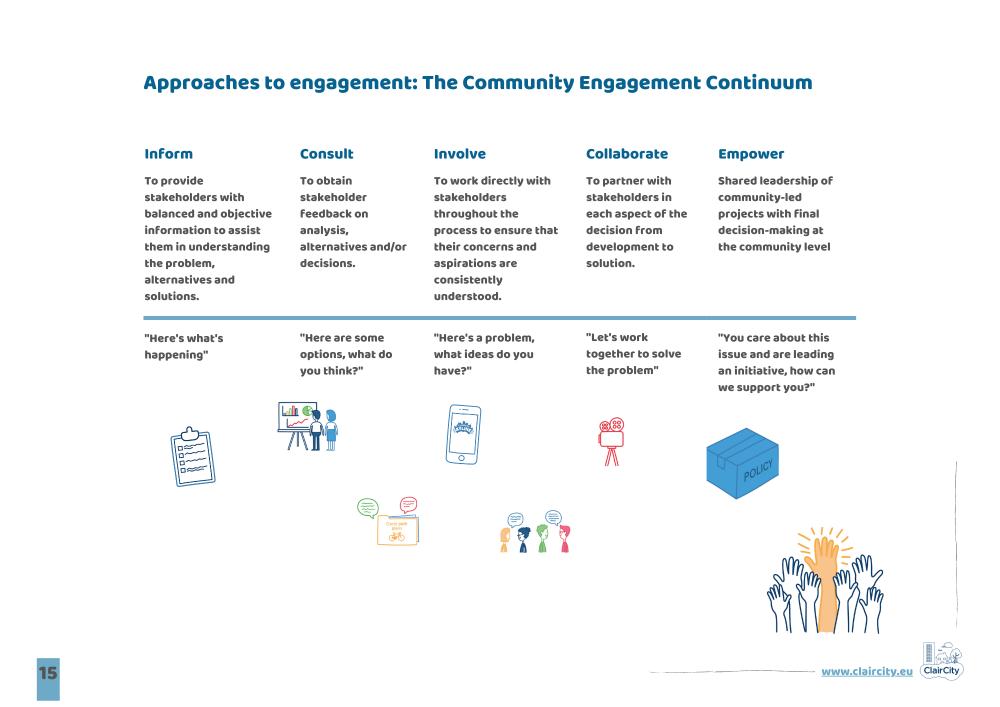 Approaches to engagement: The Community Engagement Continuum
Inform
To provide
stakeholders with
balanced and objective
information to assist
them in understanding
the problem,
alternatives and
solutions.
Consult
To obtain
stakeholder
feedback on
analysis,
alternatives and/or
decisions.
Involve
To work directly with
stakeholders
throughout the
process to ensure that
their concerns and
aspirations are
consistently
understood.
Collaborate
To partner with
stakeholders in
each aspect of the
decision from
development to
solution.
Empower
Shared leadership of
community-led
projects with final
decision-making at
the community level
"Here's what's
happening"
"Here are some
options, what do
you think?"
"Here's a problem,
what ideas do you
have?"
"Let's work
together to solve
the problem"
"You care about this
issue and are leading
an initiative, how can
we support you?"
SKYLINE
POLICY
Cycle path
plans
15
www.claircity.eu
ClairCity